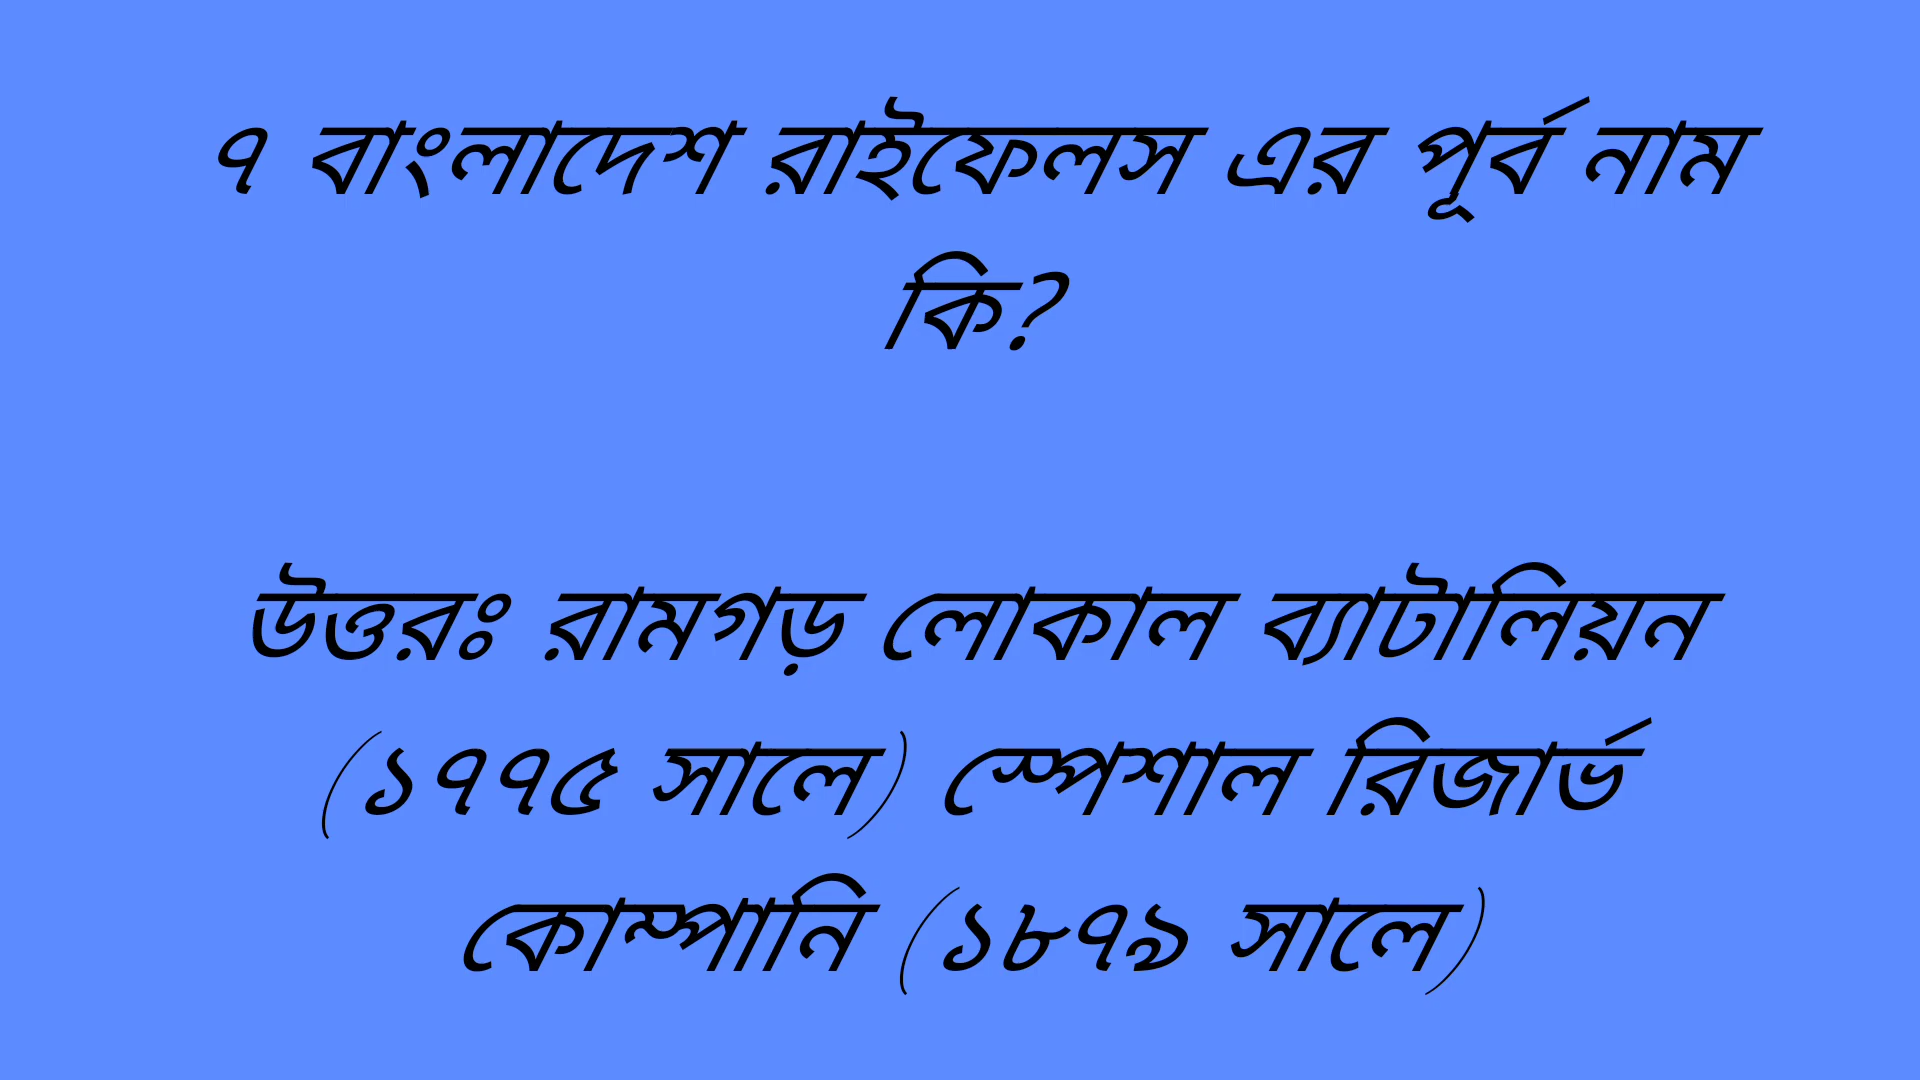 ৭ বাংলাদেশ রাইফেলস এর পূর্ব নাম
কি?
উত্তরঃ রামগড় লোকাল ব্যাটালিয়ন
(১৭৭৫ সালে) স্পেশাল রিজার্ভ
কোম্পানি (১৮৭৯ সালে)